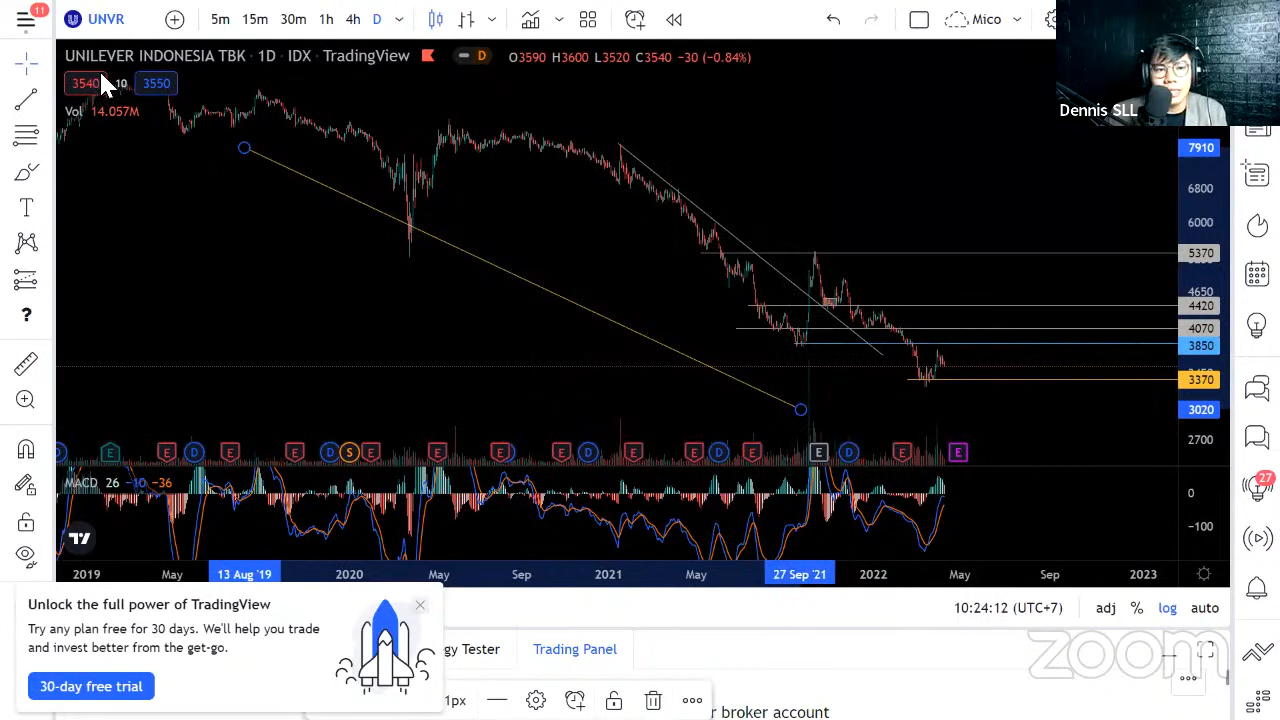 11
UNVR
5m 15m 30m 1h 4h D
Mico
UNILEVER INDONESIA TBK · 1D · IDX · TradingView
D
O3590 H3600 L3520 C3540 −30 (−0.84%)
3540 10 3550
Vol 14.057M
Dennis SLL
7910
6800
6000
5370
4650
4420
4070
3850
3370
3020
2700
E D E E D S E E E E D E E D E E D E E
MACD 26 −10 −36
0
−100
27
2019 May 13 Aug '19 2020 May Sep 2021 May 27 Sep '21 2022 May Sep 2023
Unlock the full power of TradingView
Try any plan free for 30 days. We'll help you trade
and invest better from the get-go.
30-day free trial
10:24:12 (UTC+7) adj % log auto
gy Tester Trading Panel
zoom
1px
r broker account